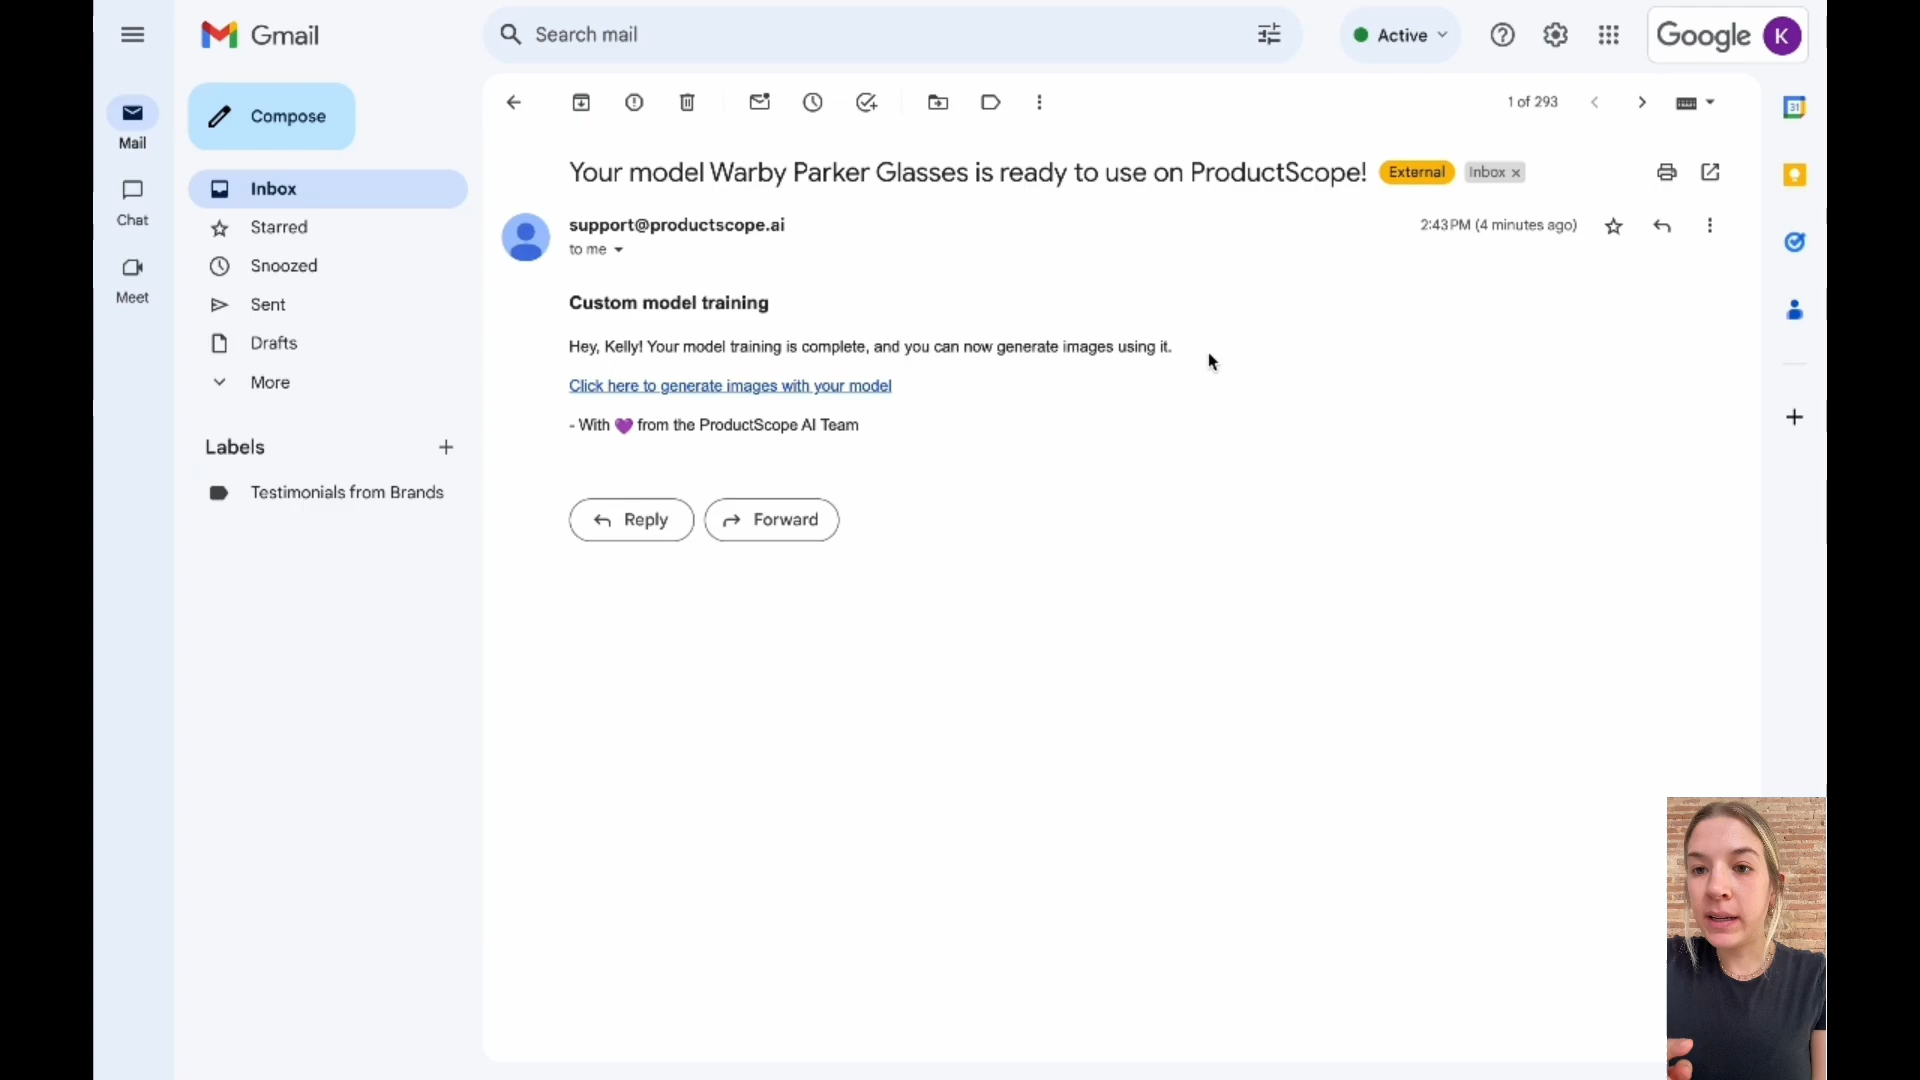 Gmail
Search mail
Active
Google
K
Compose
Mail
Chat
Meet
Inbox
Starred
Snoozed
Sent
Drafts
More
Labels
Testimonials from Brands
1 of 293
31
Your model Warby Parker Glasses is ready to use on ProductScope! External Inbox x
support@productscope.ai
2:43 PM (4 minutes ago)
to me
Custom model training
Hey, Kelly! Your model training is complete, and you can now generate images using it.
Click here to generate images with your model
- With 💜 from the ProductScope AI Team
Reply
Forward